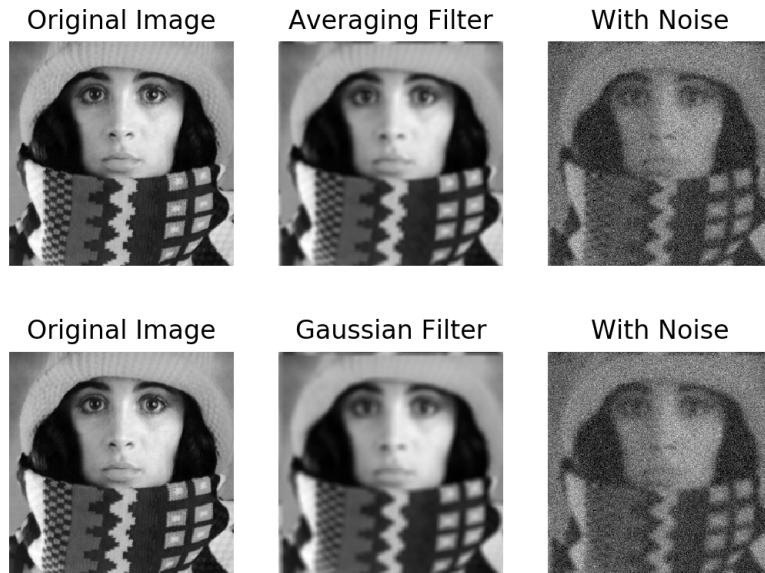 Original Image
Averaging Filter
With Noise
Original Image
Gaussian Filter
With Noise